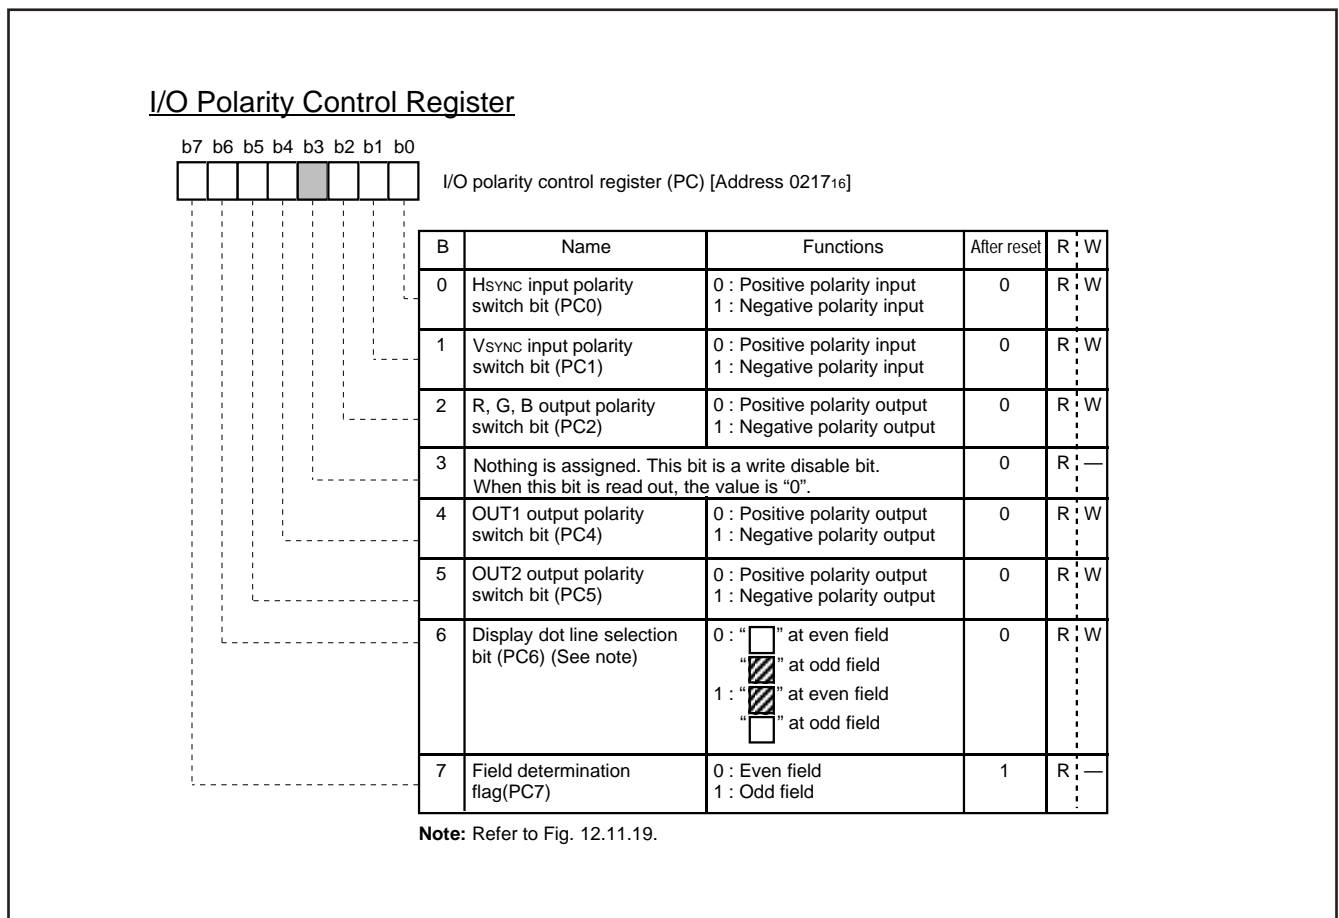 I/O Polarity Control Register
b7 b6 b5 b4 b3 b2 b1 b0
I/O polarity control register (PC) [Address 021716]
B Name Functions After reset R W
0 HSYNC input polarity 0 : Positive polarity input 0 R W
switch bit (PC0) 1 : Negative polarity input
1 VSYNC input polarity 0 : Positive polarity input 0 R W
switch bit (PC1) 1 : Negative polarity input
2 R, G, B output polarity 0 : Positive polarity output 0 R W
switch bit (PC2) 1 : Negative polarity output
3 Nothing is assigned. This bit is a write disable bit. 0 R —
When this bit is read out, the value is “0”.
4 OUT1 output polarity 0 : Positive polarity output 0 R W
switch bit (PC4) 1 : Negative polarity output
5 OUT2 output polarity 0 : Positive polarity output 0 R W
switch bit (PC5) 1 : Negative polarity output
6 Display dot line selection 0 : “ ” at even field 0 R W
bit (PC6) (See note) “ ” at odd field
1 : “ ” at even field
“ ” at odd field
7 Field determination 0 : Even field 1 R —
flag(PC7) 1 : Odd field
Note: Refer to Fig. 12.11.19.